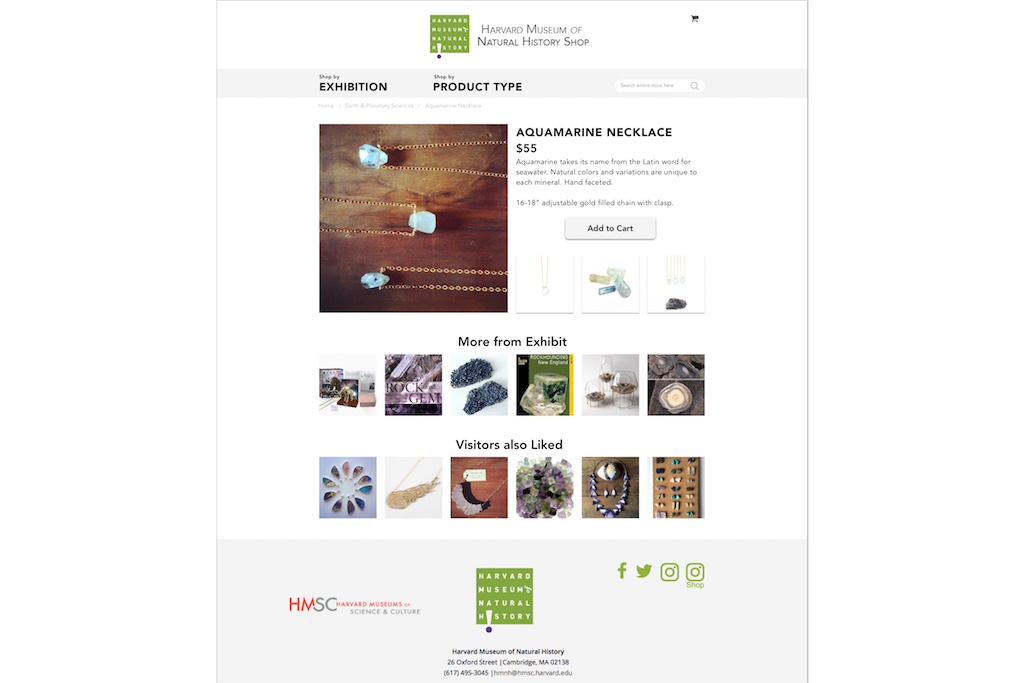 HARVARD
MUSEUM OF
NATURAL
H!STORY
HARVARD MUSEUM OF
NATURAL HISTORY SHOP
Shop by
EXHIBITION
Shop by
PRODUCT TYPE
Search entire store here
Home / Earth & Planetary Sciences / Aquamarine Necklace
AQUAMARINE NECKLACE
$55
Aquamarine takes its name from the Latin word for
seawater. Natural colors and variations are unique to
each mineral. Hand faceted.
16-18" adjustable gold filled chain with clasp.
Add to Cart
More from Exhibit
ROCK
GEM
ROCKHOUNDING
New England
Visitors also Liked
HMSC HARVARD MUSEUMS OF
SCIENCE & CULTURE
HARVARD
MUSEUM OF
NATURAL
H!STORY
Shop
Harvard Museum of Natural History
26 Oxford Street |Cambridge, MA 02138
(617) 495-3045 |hmnh@hmsc.harvard.edu